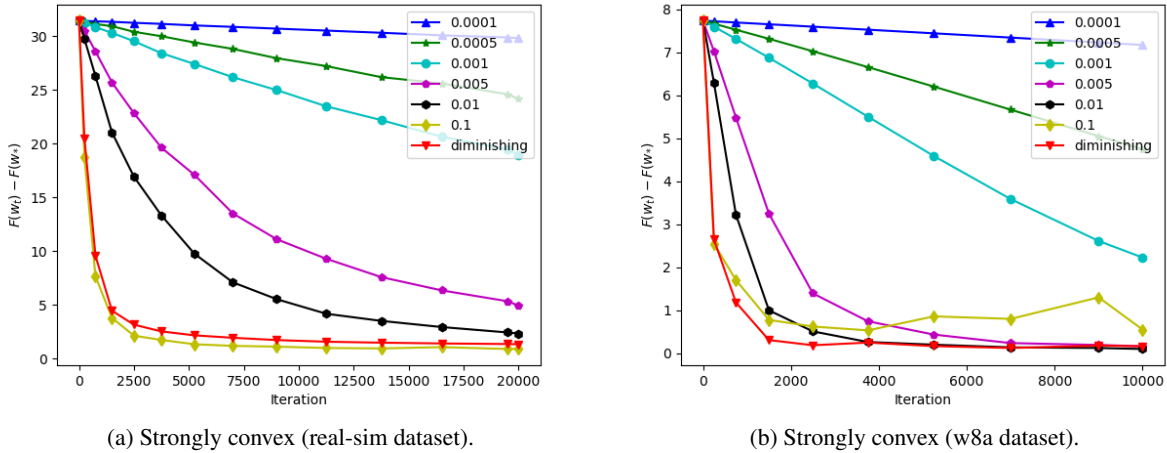 30
25
20
15
10
5
0
F(w_t) − F(w_*)
0 2500 5000 7500 10000 12500 15000 17500 20000
Iteration
0.0001
0.0005
0.001
0.005
0.01
0.1
diminishing
(a) Strongly convex (real-sim dataset).
8
7
6
5
4
3
2
1
0
F(w_t) − F(w_*)
0 2000 4000 6000 8000 10000
Iteration
0.0001
0.0005
0.001
0.005
0.01
0.1
diminishing
(b) Strongly convex (w8a dataset).